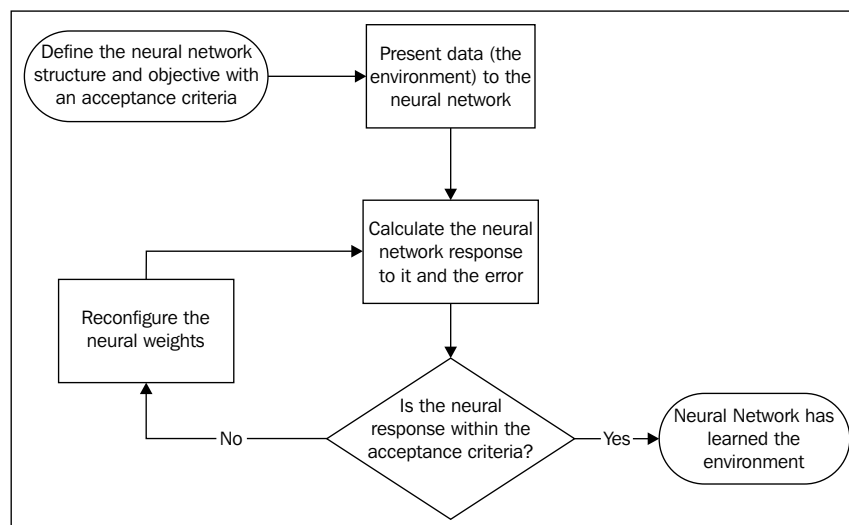 Define the neural network
structure and objective with
an acceptance criteria
Present data (the
environment) to the
neural network
Calculate the neural
network response
to it and the error
Reconfigure the
neural weights
Is the neural
response within the
acceptance criteria?
No
Yes
Neural Network has
learned the
environment